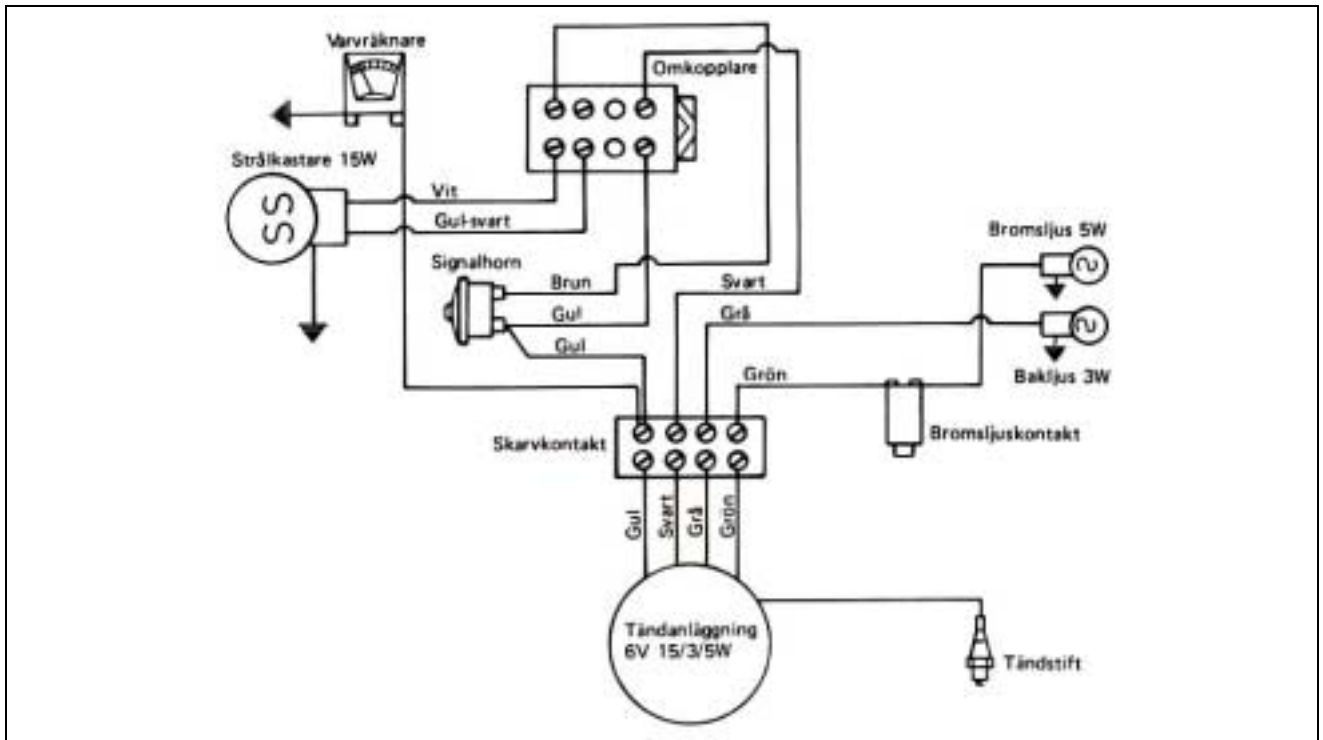 Varvräknare
Omkopplare
Strålkastare 15W
Vit
Gul-svart
Signalhorn
Brun
Svart
Gul
Grå
Gul
Grön
Bromsljus 5W
Bakljus 3W
Bromsljuskontakt
Skarvkontakt
Gul
Svart
Grå
Grön
Tändanläggning
6V 15/3/5W
Tändstift